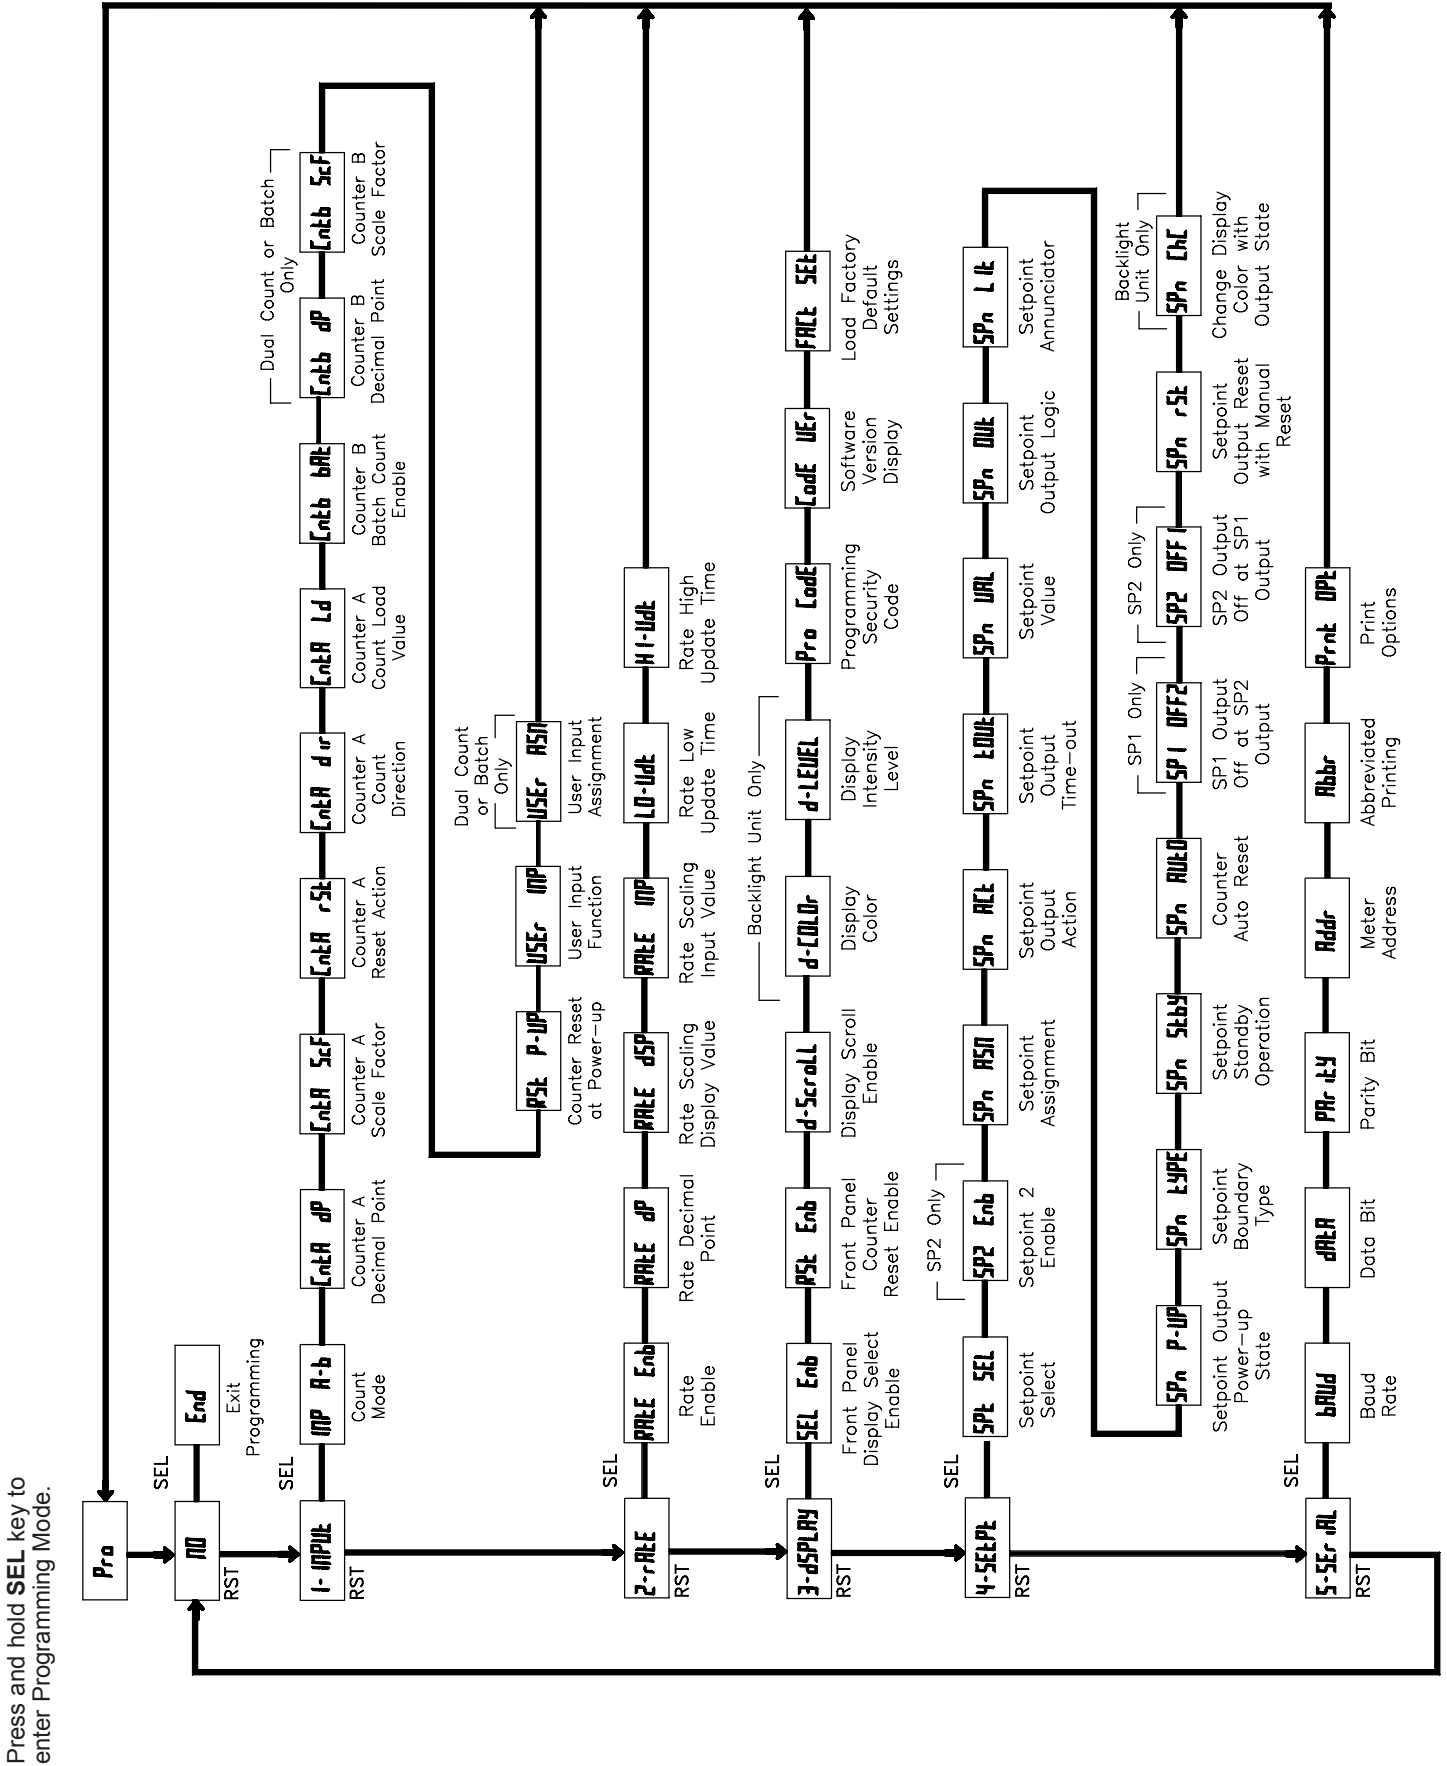 Press and hold SEL key to
enter Programming Mode.
Pro
NO
RST
SEL
End
Exit
Programming
1-INPUt
RST
SEL
INP A-b
Count
Mode
CntA dP
Counter A
Decimal Point
CntA ScF
Counter A
Scale Factor
CntA rSt
Counter A
Reset Action
CntA dir
Counter A
Count
Direction
CntA Ld
Counter A
Count Load
Value
Cntb bAt
Counter B
Batch Count
Enable
Dual Count or Batch
Only
Cntb dP
Counter B
Decimal Point
Cntb ScF
Counter B
Scale Factor
RSt P-UP
Counter Reset
at Power-up
USEr INP
User Input
Function
Dual Count
or Batch
Only
USEr ASN
User Input
Assignment
2-rAtE
RST
SEL
RAtE Enb
Rate
Enable
RAtE dP
Rate Decimal
Point
RAtE dSP
Rate Scaling
Display Value
RAtE INP
Rate Scaling
Input Value
LO-Udt
Rate Low
Update Time
HI-Udt
Rate High
Update Time
3-dSPLAY
RST
SEL
SEL Enb
Front Panel
Display Select
Enable
RSt Enb
Front Panel
Counter
Reset Enable
d-ScroLL
Display Scroll
Enable
Backlight Unit Only
d-COLOr
Display
Color
d-LEVEL
Display
Intensity
Level
Pro CodE
Programming
Security
Code
CodE VEr
Software
Version
Display
FACt SEt
Load Factory
Default
Settings
4-SEtPt
RST
SPt SEL
Setpoint
Select
SP2 Only
SP2 Enb
Setpoint 2
Enable
SPn ASN
Setpoint
Assignment
SPn ACt
Setpoint
Output
Action
SPn tOUt
Setpoint
Output
Time-out
SPn VAL
Setpoint
Value
SPn OUt
Setpoint
Output Logic
SPn Lit
Setpoint
Annunciator
SEL
SPn P-UP
Setpoint Output
Power-up
State
SPn tYPE
Setpoint
Boundary
Type
SPn Stby
Setpoint
Standby
Operation
SPn AUtO
Counter
Auto Reset
SP1 Only
SP1 OFF2
SP1 Output
Off at SP2
Output
SP2 Only
SP2 OFF1
SP2 Output
Off at SP1
Output
SPn rSt
Setpoint
Output Reset
with Manual
Reset
Backlight
Unit Only
SPn ChC
Change Display
Color with
Output State
5-SEriAL
RST
SEL
bAUd
Baud
Rate
dAtA
Data Bit
PAritY
Parity Bit
Addr
Meter
Address
Abbr
Abbreviated
Printing
Prnt OPt
Print
Options